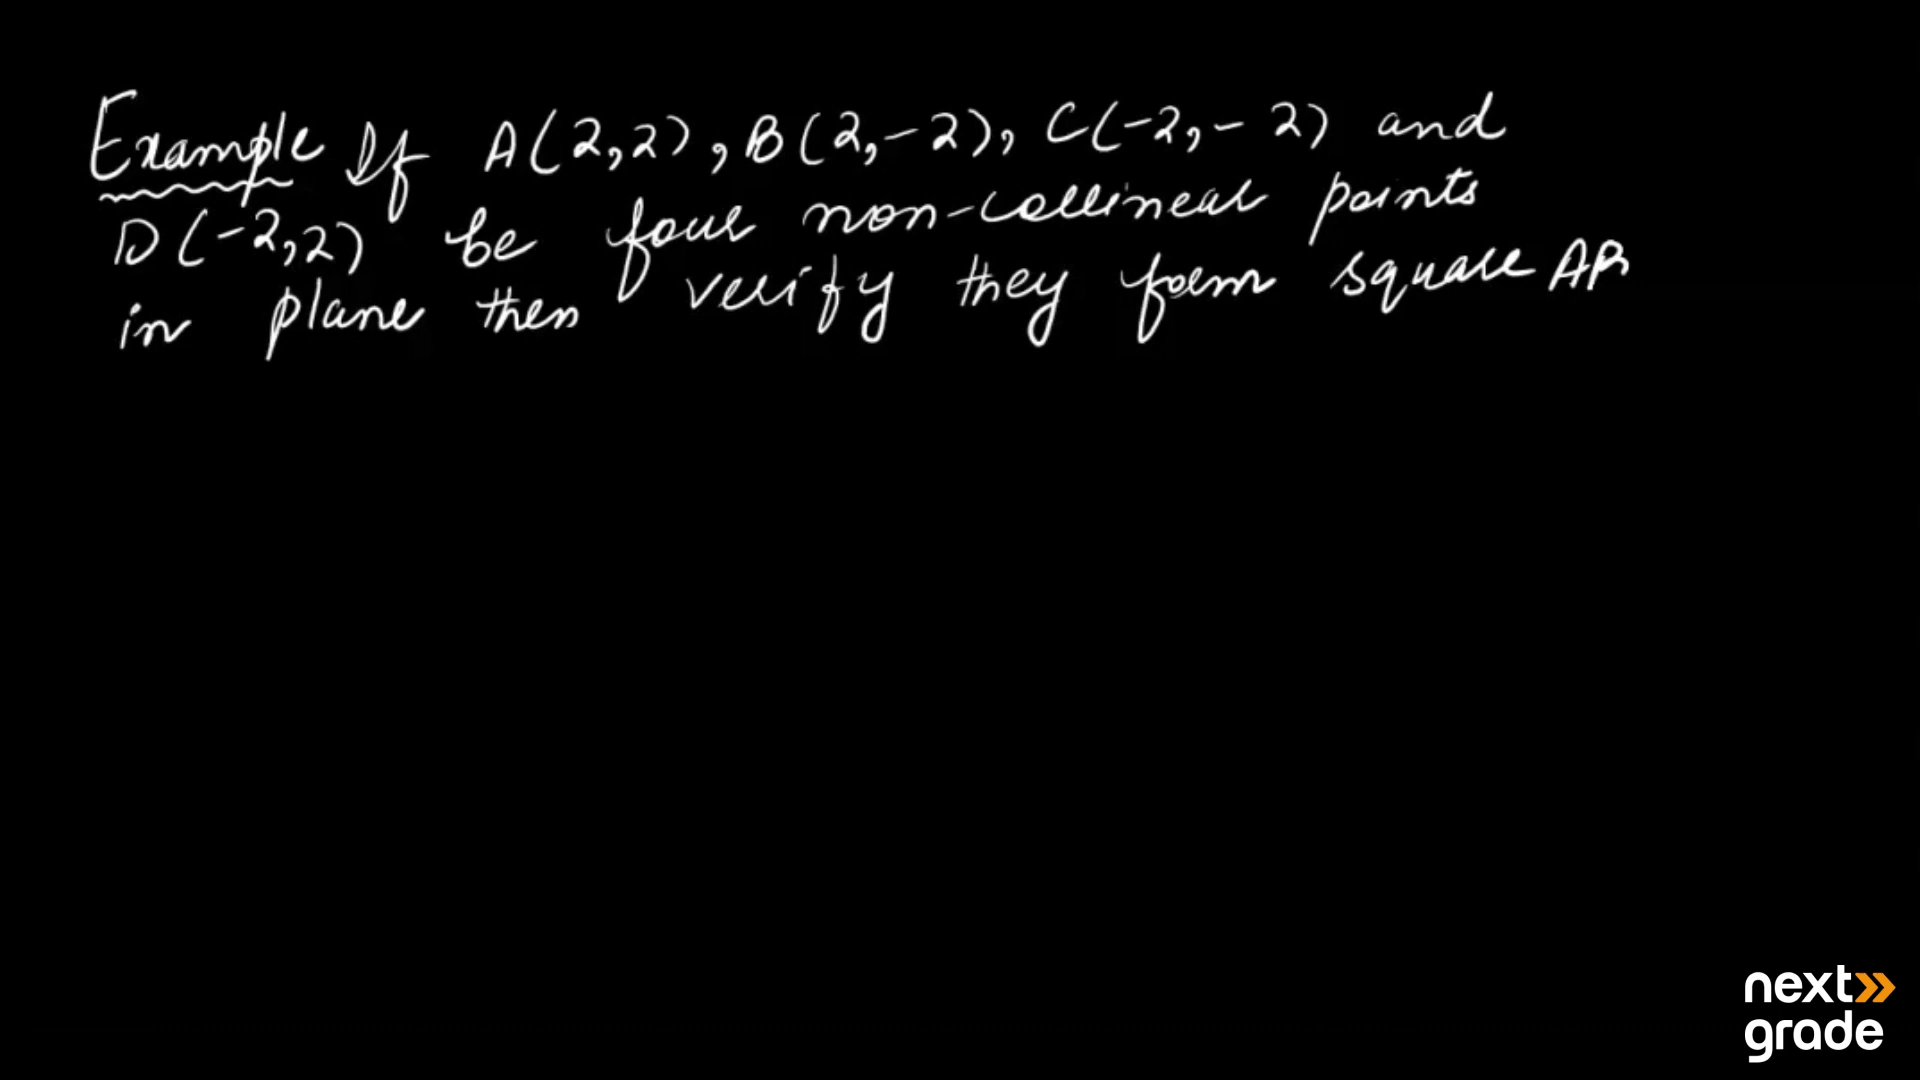 Example If A(2,2), B(2,-2), C(-2,-2) and
D(-2,2) be four non-collinear points
in plane then verify they form square AB
next
grade